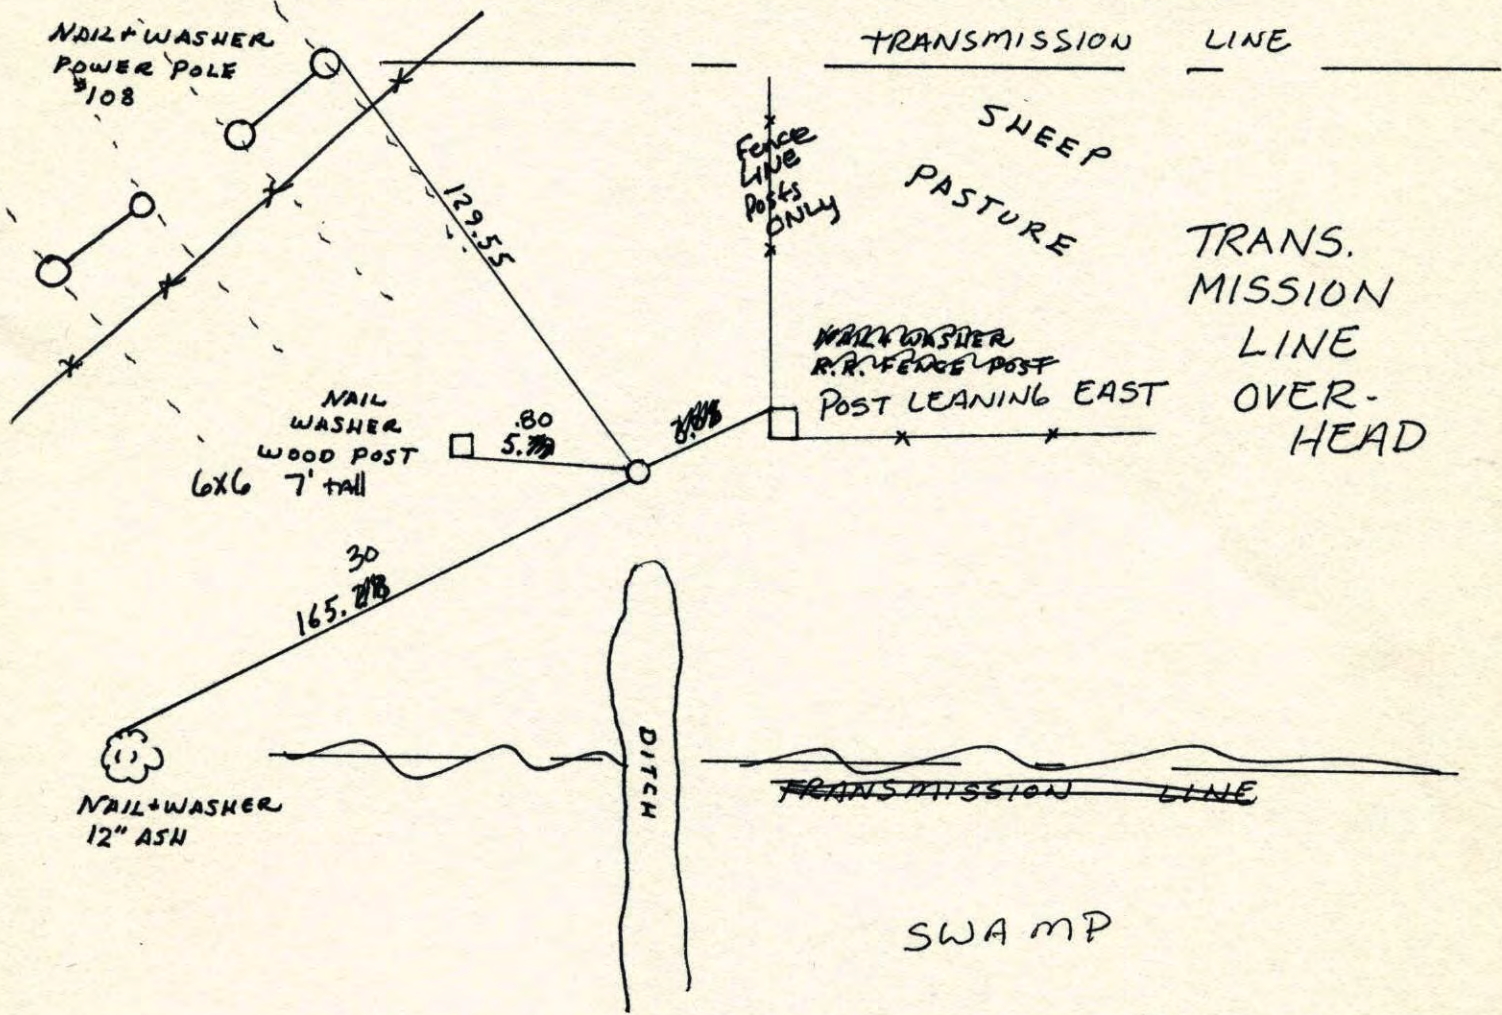 NAIL + WASHER
POWER POLE
#108
TRANSMISSION LINE
SHEEP
PASTURE
Fence
LINE
Posts
ONLY
129.55
TRANS.
MISSION
LINE
OVER-
HEAD
NAIL + WASHER
R.R. FENCE POST
POST LEANING EAST
NAIL
WASHER
WOOD POST
6X6 7' tall
.80
5.
30
165.
DITCH
NAIL + WASHER
12" ASH
TRANSMISSION LINE
SWAMP